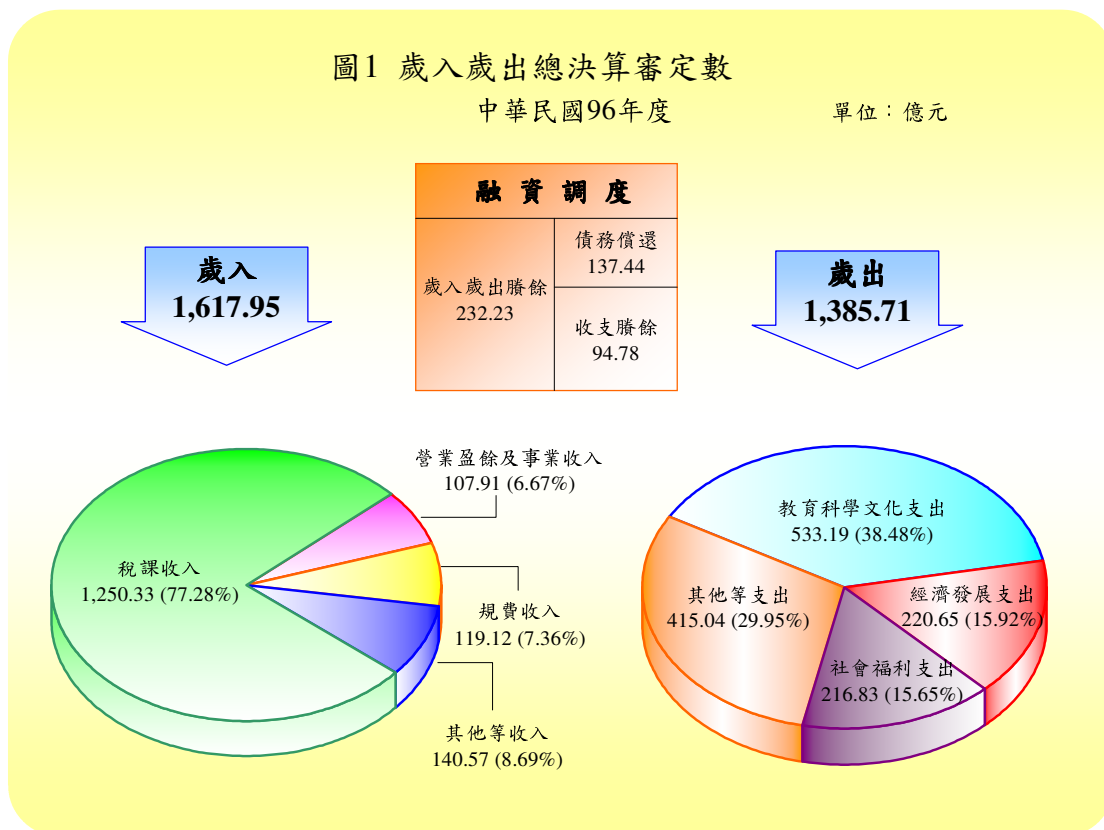 圖1 歲入歲出總決算審定數
中華民國96年度
單位：億元
融資調度
歲入歲出賸餘
232.23
債務償還
137.44
收支賸餘
94.78
歲入
1,617.95
歲出
1,385.71
營業盈餘及事業收入
107.91 (6.67%)
稅課收入
1,250.33 (77.28%)
規費收入
119.12 (7.36%)
其他等收入
140.57 (8.69%)
教育科學文化支出
533.19 (38.48%)
其他等支出
415.04 (29.95%)
經濟發展支出
220.65 (15.92%)
社會福利支出
216.83 (15.65%)